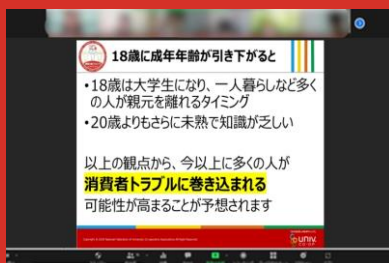 18歳に成年年齢が引き下がると
・18歳は大学生になり、一人暮らしなど多く
の人が親元を離れるタイミング
・20歳よりもさらに未熟で知識が乏しい
以上の観点から、今以上に多くの人が
消費者トラブルに巻き込まれる
可能性が高まることが予想されます
univ.